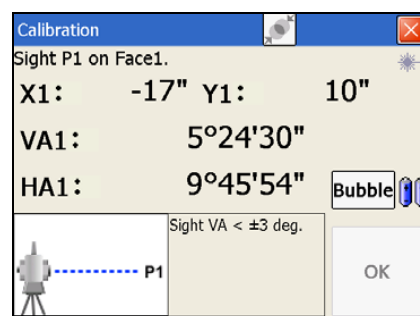 Calibration
Sight P1 on Face1.
X1: -17" Y1: 10"
VA1: 5°24'30"
HA1: 9°45'54"
Bubble
Sight VA < ±3 deg.
P1
OK